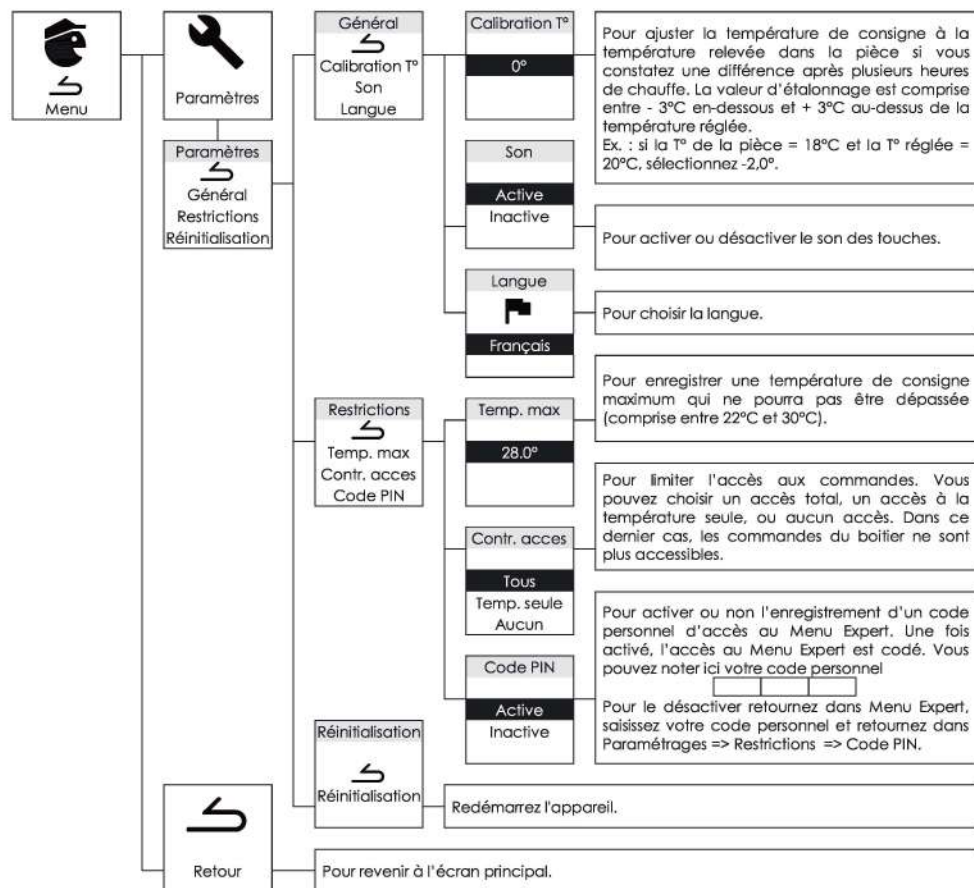 Menu
Paramètres
Paramètres
Général
Restrictions
Réinitialisation
Général
Calibration T°
Son
Langue
Calibration T°
0°
Pour ajuster la température de consigne à la
température relevée dans la pièce si vous
constatez une différence après plusieurs heures
de chauffe. La valeur d'étalonnage est comprise
entre - 3°C en-dessous et + 3°C au-dessus de la
température réglée.
Ex. : si la T° de la pièce = 18°C et la T° réglée =
20°C, sélectionnez -2,0°.
Son
Active
Inactive
Pour activer ou désactiver le son des touches.
Langue
Français
Pour choisir la langue.
Restrictions
Temp. max
Contr. acces
Code PIN
Temp. max
28.0°
Pour enregistrer une température de consigne
maximum qui ne pourra pas être dépassée
(comprise entre 22°C et 30°C).
Contr. acces
Tous
Temp. seule
Aucun
Pour limiter l'accès aux commandes. Vous
pouvez choisir un accès total, un accès à la
température seule, ou aucun accès. Dans ce
dernier cas, les commandes du boitier ne sont
plus accessibles.
Code PIN
Active
Inactive
Pour activer ou non l'enregistrement d'un code
personnel d'accès au Menu Expert. Une fois
activé, l'accès au Menu Expert est codé. Vous
pouvez noter ici votre code personnel
Pour le désactiver retournez dans Menu Expert,
saisissez votre code personnel et retournez dans
Paramétrages => Restrictions => Code PIN.
Réinitialisation
Réinitialisation
Redémarrez l'appareil.
Retour
Pour revenir à l'écran principal.